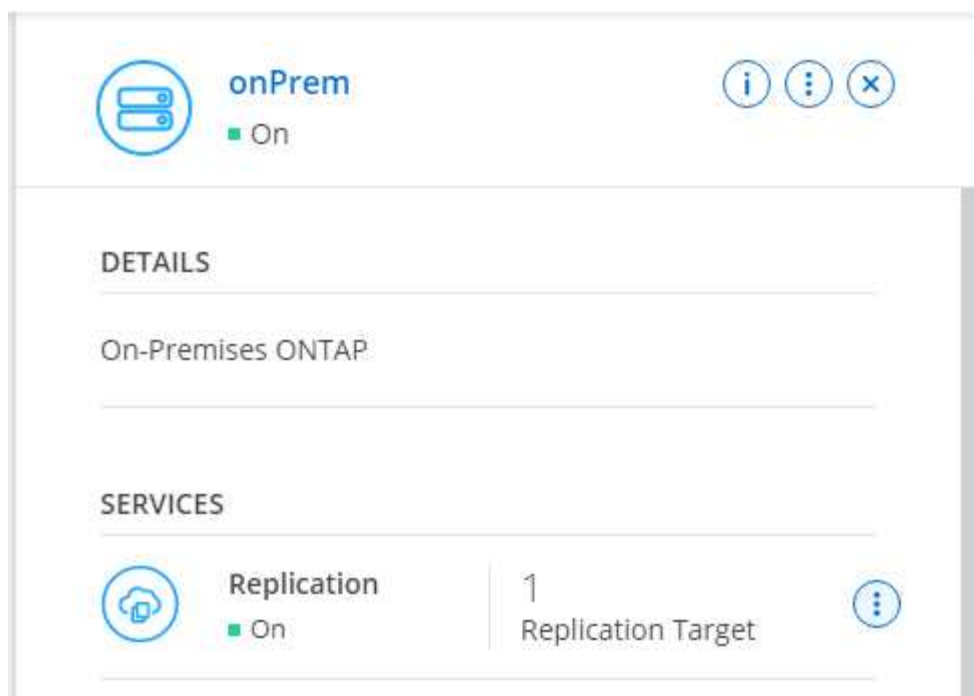 onPrem
On
DETAILS
On-Premises ONTAP
SERVICES
Replication
On
1
Replication Target